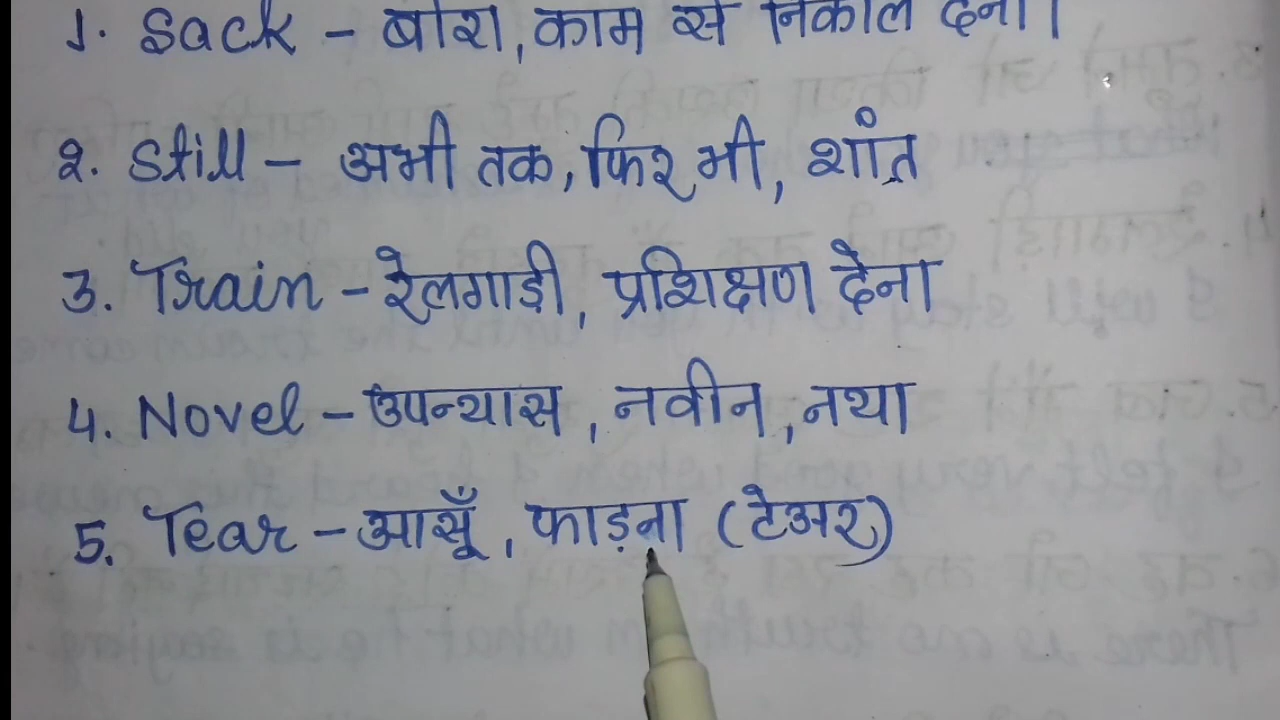 1. Sack - बोरा, काम से निकाल देना।
2. Still - अभी तक, फिर भी, शांत
3. Train - रेलगाड़ी, प्रशिक्षण देना
4. Novel - उपन्यास, नवीन, नया
5. Tear - आसूँ, फाड़ना (टेअर)